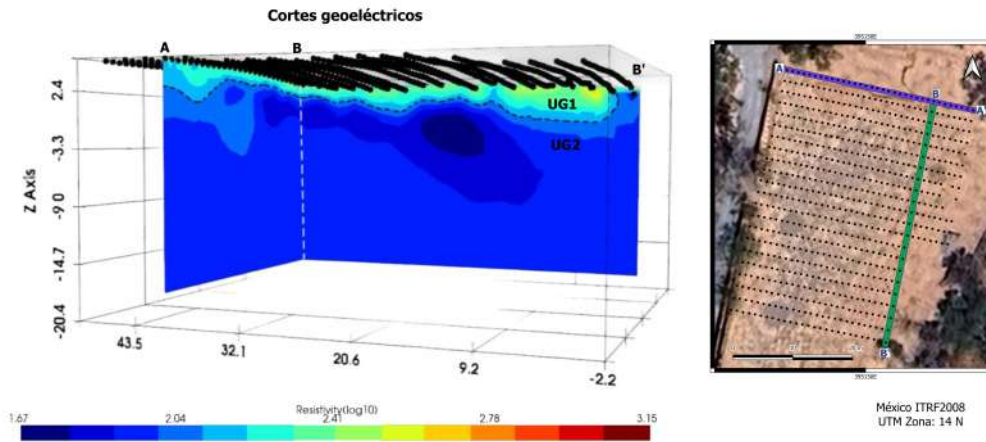 Cortes geoeléctricos
A
B
B'
2.4
-3.3
-9.0
-14.7
-20.4
Z Axis
UG1
UG2
43.5
32.1
20.6
9.2
-2.2
Resistivity(log10)
1.67
2.04
2.41
2.78
3.15
A
B
A'
B'
México ITRF2008
UTM Zona: 14 N